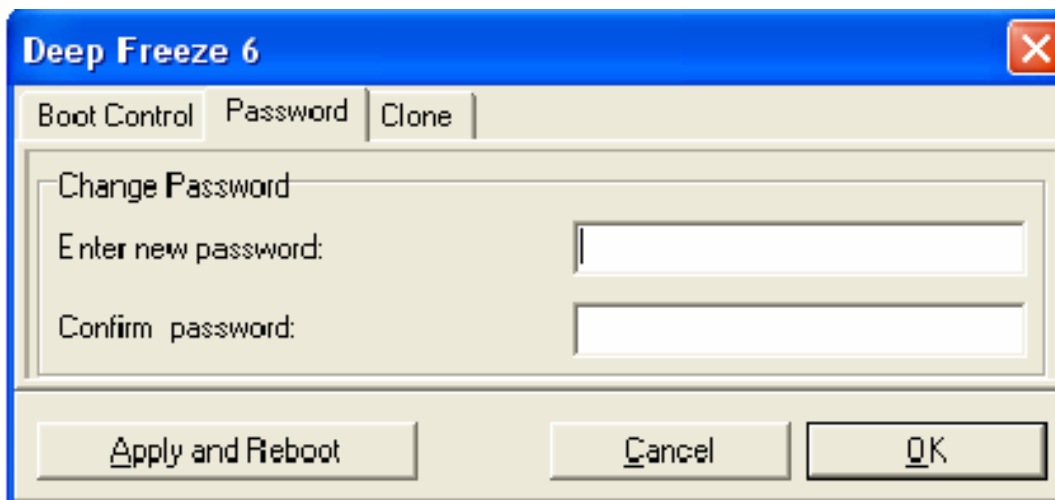 Deep Freeze 6
Boot Control Password Clone
Change Password
Enter new password:
Confirm password:
Apply and Reboot Cancel OK